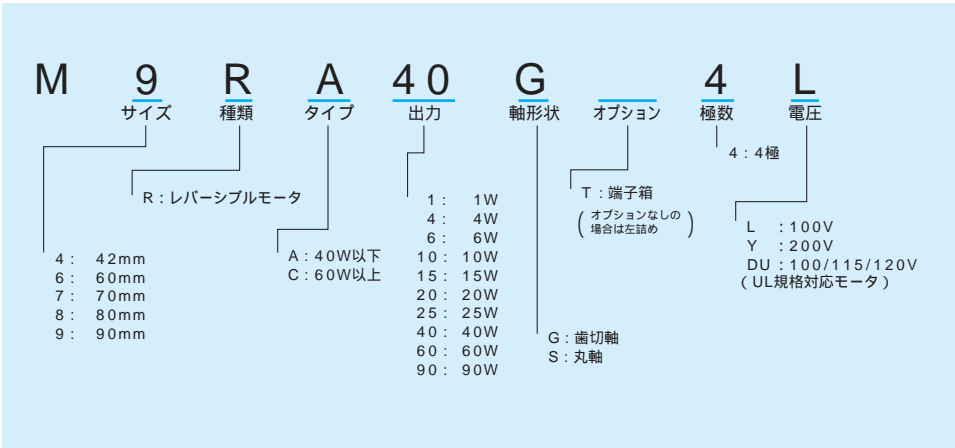 M 9 R A 40 G 4 L
サイズ 種類 タイプ 出力 軸形状 オプション 極数 電圧
4：4極
R：レバーシブルモータ
T：端子箱
（オプションなしの
場合は左詰め）
1： 1W
4： 4W
6： 6W
10：10W
15：15W
20：20W
25：25W
40：40W
60：60W
90：90W
L ：100V
Y ：200V
DU：100/115/120V
（UL規格対応モータ）
A：40W以下
C：60W以上
4： 42mm
6： 60mm
7： 70mm
8： 80mm
9： 90mm
G：歯切軸
S：丸軸